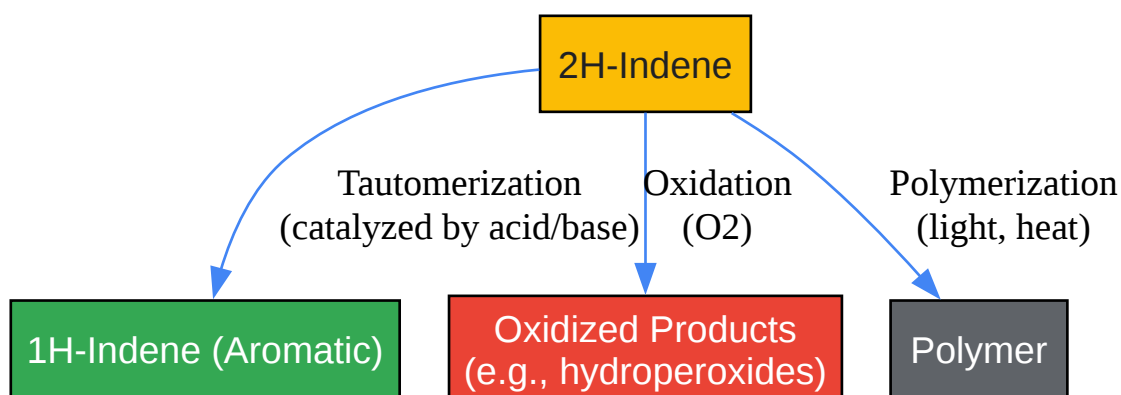 2H-Indene
Tautomerization
(catalyzed by acid/base)
Oxidation
(O2)
Polymerization
(light, heat)
1H-Indene (Aromatic)
Oxidized Products
(e.g., hydroperoxides)
Polymer